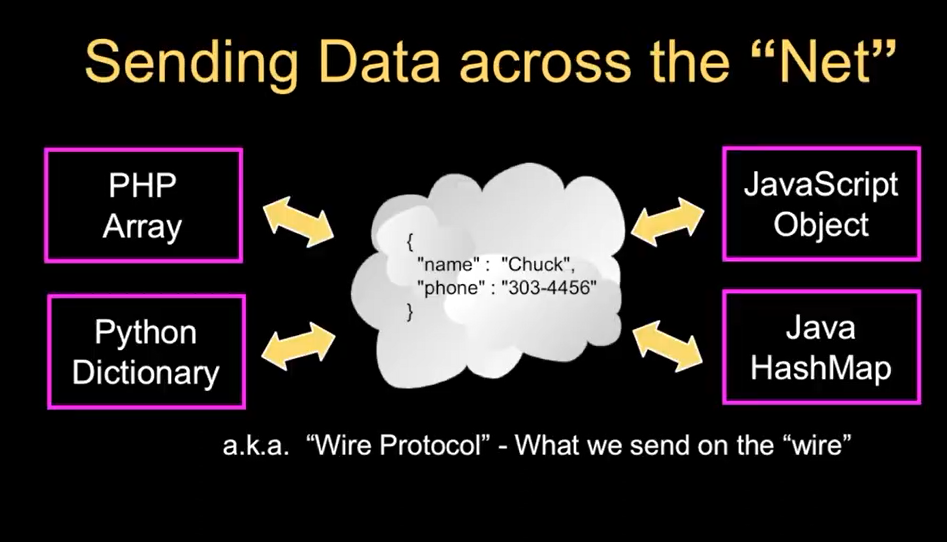 Sending Data across the “Net”
PHP
Array
JavaScript
Object
{
"name" : "Chuck",
"phone" : "303-4456"
}
Python
Dictionary
Java
HashMap
a.k.a. “Wire Protocol” - What we send on the “wire”